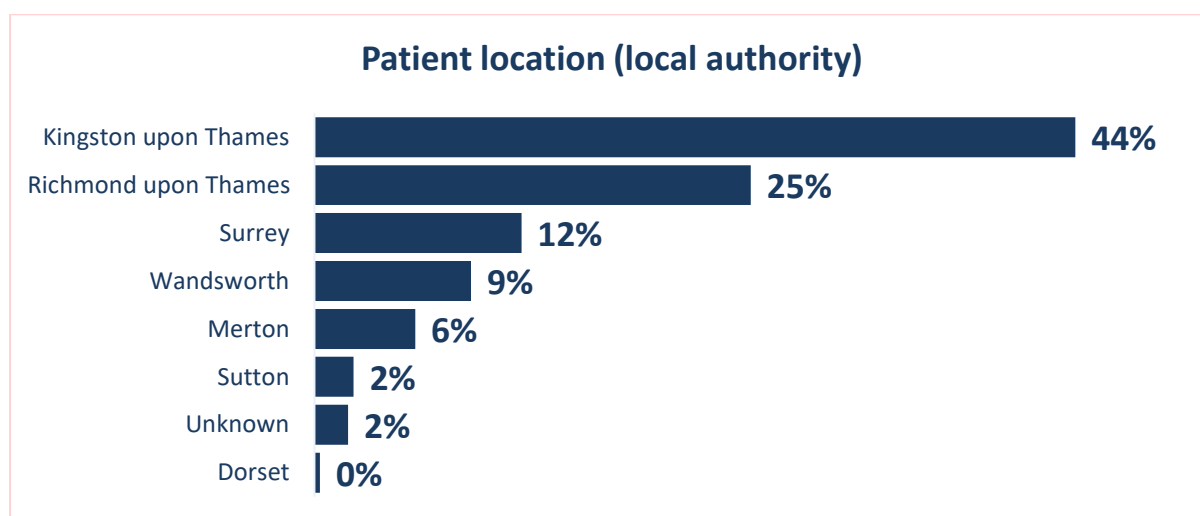 Patient location (local authority)
Kingston upon Thames 44%
Richmond upon Thames 25%
Surrey 12%
Wandsworth 9%
Merton 6%
Sutton 2%
Unknown 2%
Dorset 0%